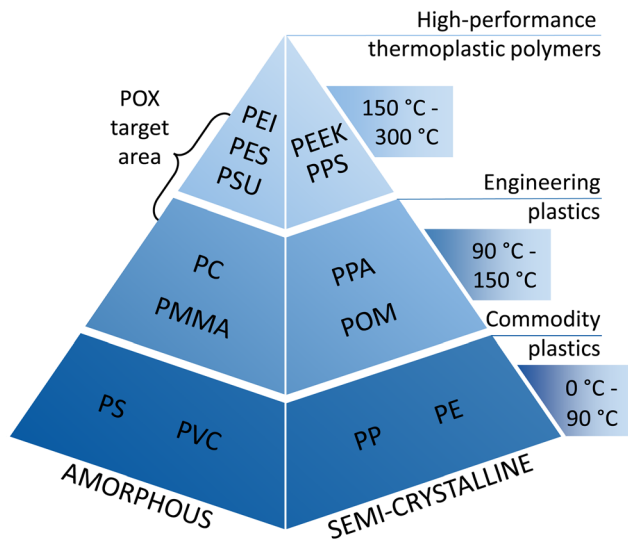 High-performance
thermoplastic polymers
POX
target
area
PEI
PES
PSU
PEEK
PPS
150 °C -
300 °C
Engineering
plastics
PC
PMMA
PPA
POM
90 °C -
150 °C
Commodity
plastics
PS
PVC
PP
PE
0 °C -
90 °C
AMORPHOUS
SEMI-CRYSTALLINE